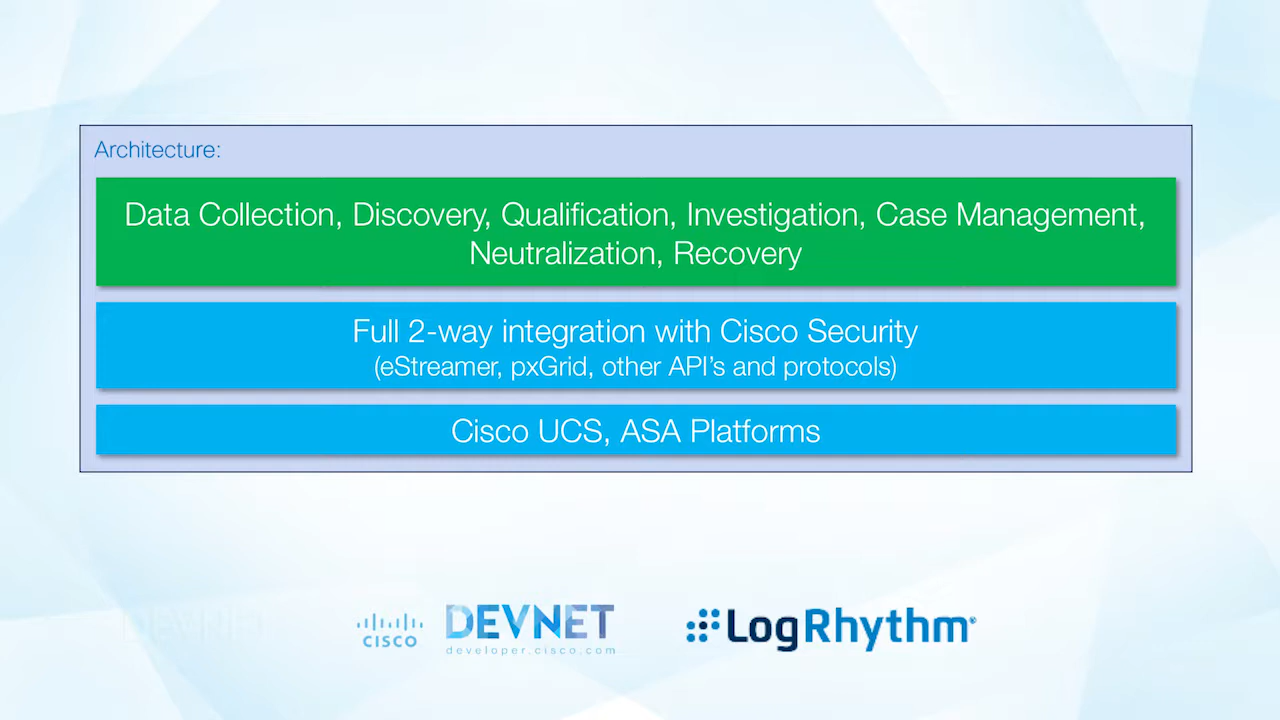 Architecture:
Data Collection, Discovery, Qualification, Investigation, Case Management,
Neutralization, Recovery
Full 2-way integration with Cisco Security
(eStreamer, pxGrid, other API's and protocols)
Cisco UCS, ASA Platforms
DEVNET
CISCO
DEVNET
developer.cisco.com
LogRhythm®